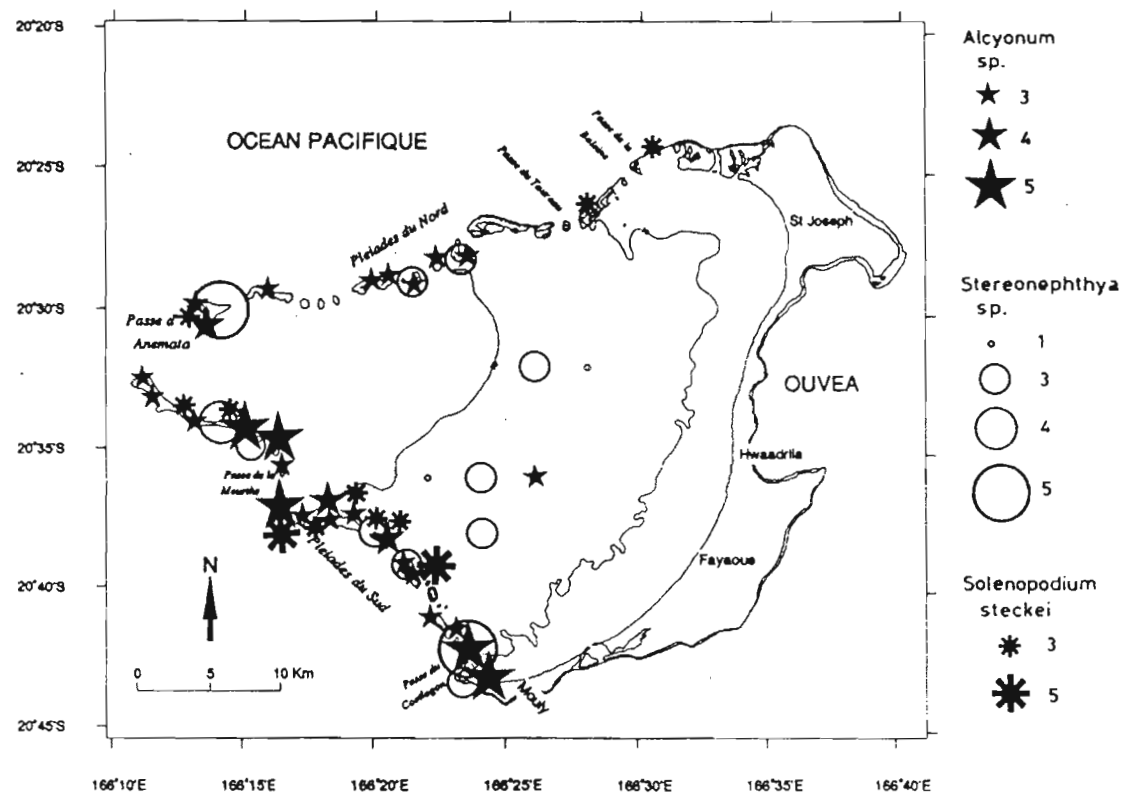 20°20'S
20°25'S
20°30'S
20°35'S
20°40'S
20°45'S
166°10'E
166°15'E
166°20'E
166°25'E
166°30'E
166°35'E
166°40'E
OCEAN PACIFIQUE
Passe de la
Baleine
Passe du Taureau
Pleiades du Nord
St Joseph
Passe d'
Anemata
OUVEA
Hwaadrila
Passe de la
Meurthe
Pleiades du Sud
Fayaoue
Passe du
Coetlogon
Mouly
N
0 5 10 Km
Alcyonum
sp.
3
4
5
Stereonephthya
sp.
1
3
4
5
Solenopodium
steckei
3
5